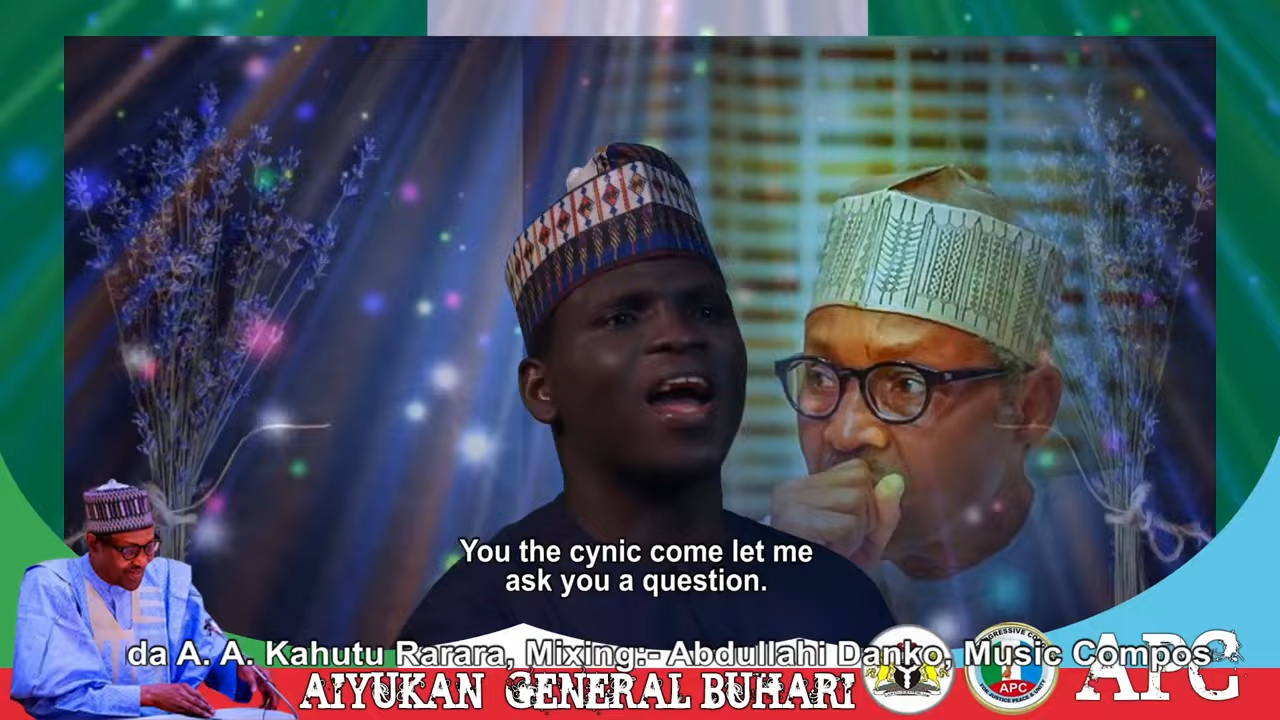 You the cynic come let me
ask you a question.
da A. A. Kahutu Rarara, Mixing:- Abdullahi Danko, Music Compos
AIYUKAN GENERAL BUHARI
APC
APC